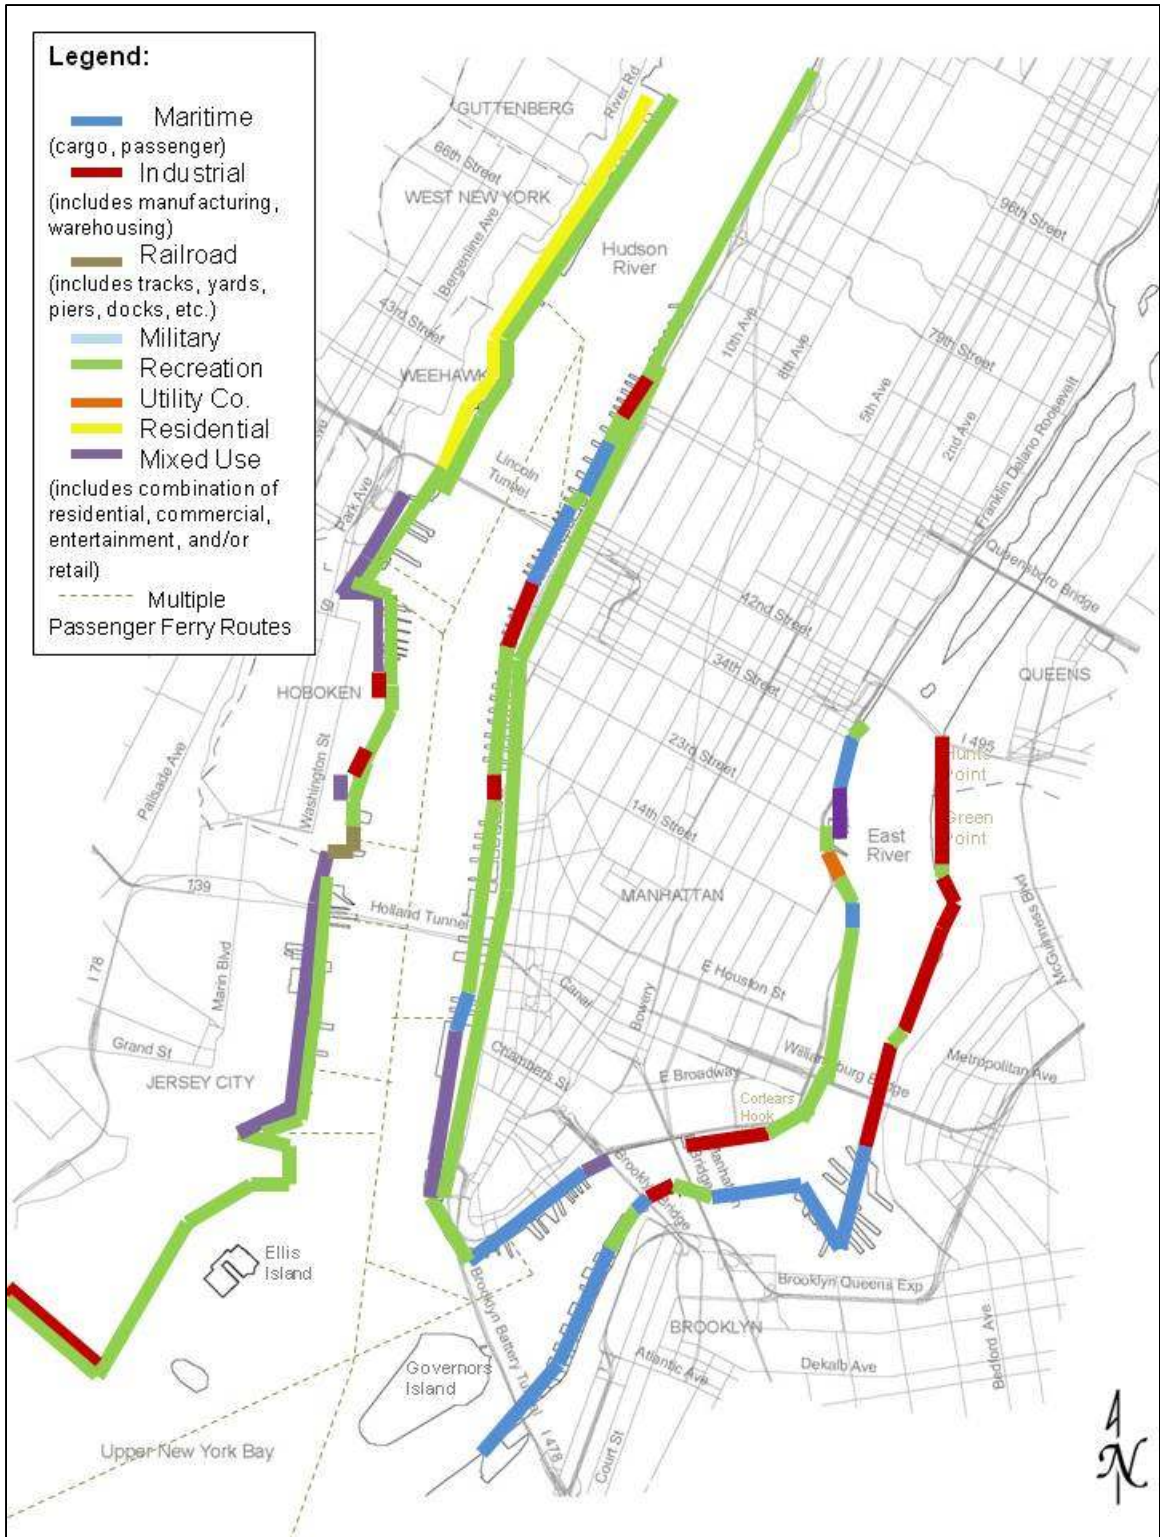 Legend:
Maritime
(cargo, passenger)
Industrial
(includes manufacturing,
warehousing)
Railroad
(includes tracks, yards,
piers, docks, etc.)
Military
Recreation
Utility Co.
Residential
Mixed Use
(includes combination of
residential, commercial,
entertainment, and/or
retail)
Multiple
Passenger Ferry Routes
GUTTENBERG
River Rd
66th Street
WEST NEW YORK
Bergenline Ave
Hudson
River
43rd Street
WEEHAWK
96th Street
10th Ave
8th Ave
79th Street
5th Ave
2nd Ave
Franklin Delano Roosevelt
Lincoln
Tunnel
Park Ave
Queensboro Bridge
42nd Street
34th Street
QUEENS
HOBOKEN
I 495
Hunts
Point
23rd Street
Washington St
Palisade Ave
14th Street
East
River
Green
Point
139
MANHATTAN
Holland Tunnel
McGuinness Blvd
I 78
Marin Blvd
E Houston St
Canal
Bowery
Grand St
Chambers St
E Broadway
Williamsburg Bridge
Metropolitan Ave
JERSEY CITY
Corlears
Hook
Brooklyn Bridge
Manhattan
Bridge
Ellis
Island
Brooklyn Queens Exp
Brooklyn Battery Tunnel
BROOKLYN
Governors
Island
Atlantic Ave
Dekalb Ave
Bedford Ave
Upper New York Bay
I 478
Court St
N